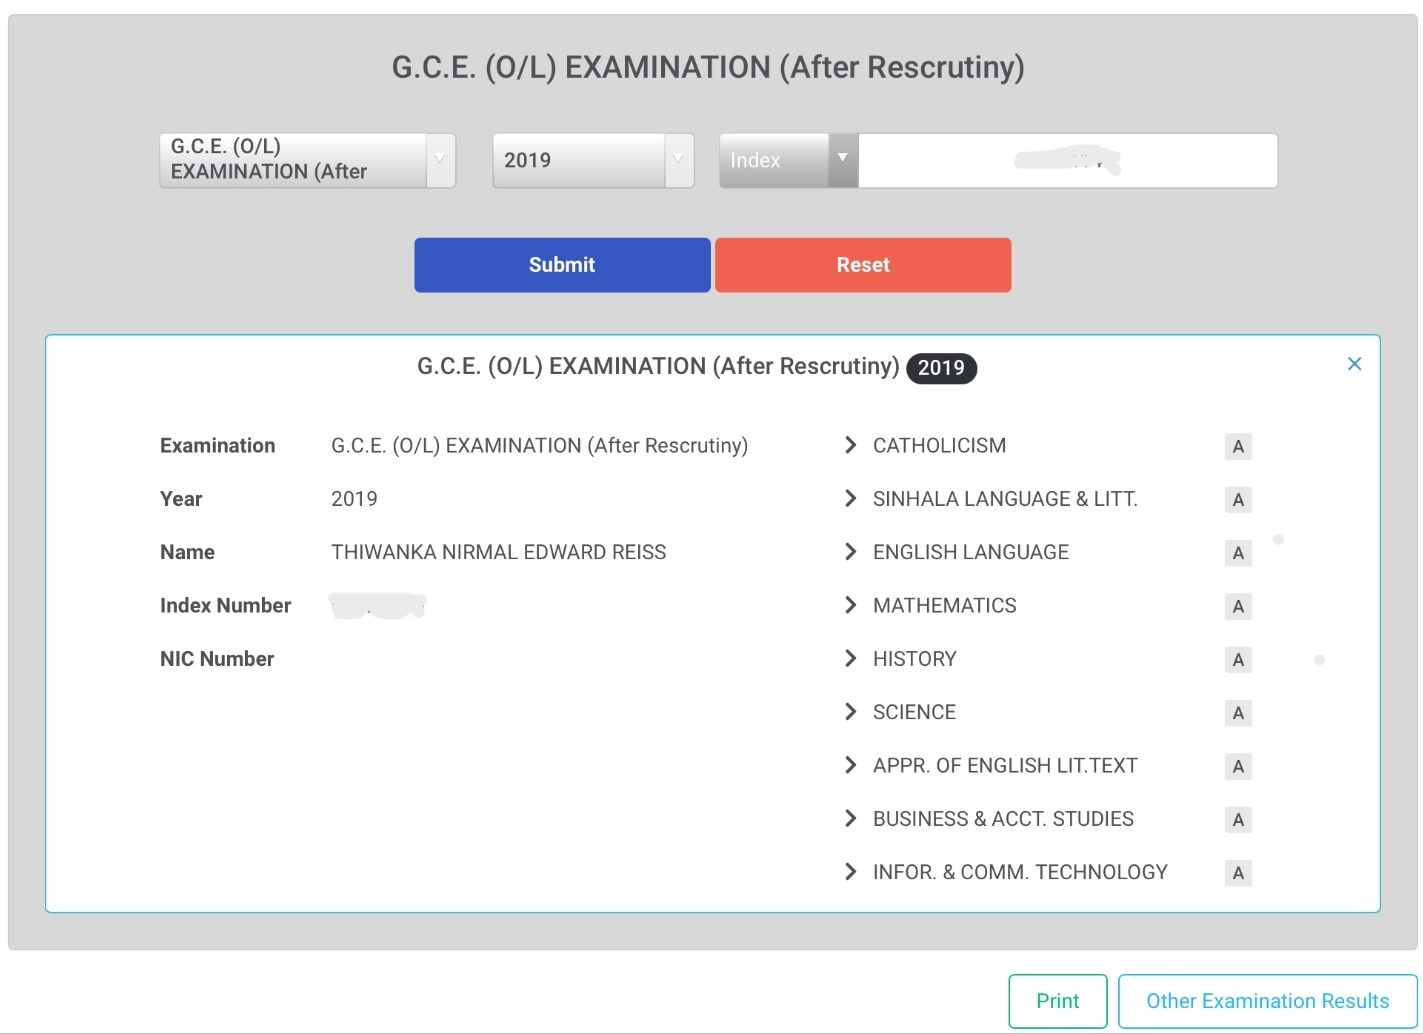 G.C.E. (O/L) EXAMINATION (After Rescrutiny)
G.C.E. (O/L)
EXAMINATION (After
2019
Index
Submit
Reset
G.C.E. (O/L) EXAMINATION (After Rescrutiny) 2019
Examination G.C.E. (O/L) EXAMINATION (After Rescrutiny)
Year 2019
Name THIWANKA NIRMAL EDWARD REISS
Index Number
NIC Number
CATHOLICISM A
SINHALA LANGUAGE & LITT. A
ENGLISH LANGUAGE A
MATHEMATICS A
HISTORY A
SCIENCE A
APPR. OF ENGLISH LIT.TEXT A
BUSINESS & ACCT. STUDIES A
INFOR. & COMM. TECHNOLOGY A
Print
Other Examination Results